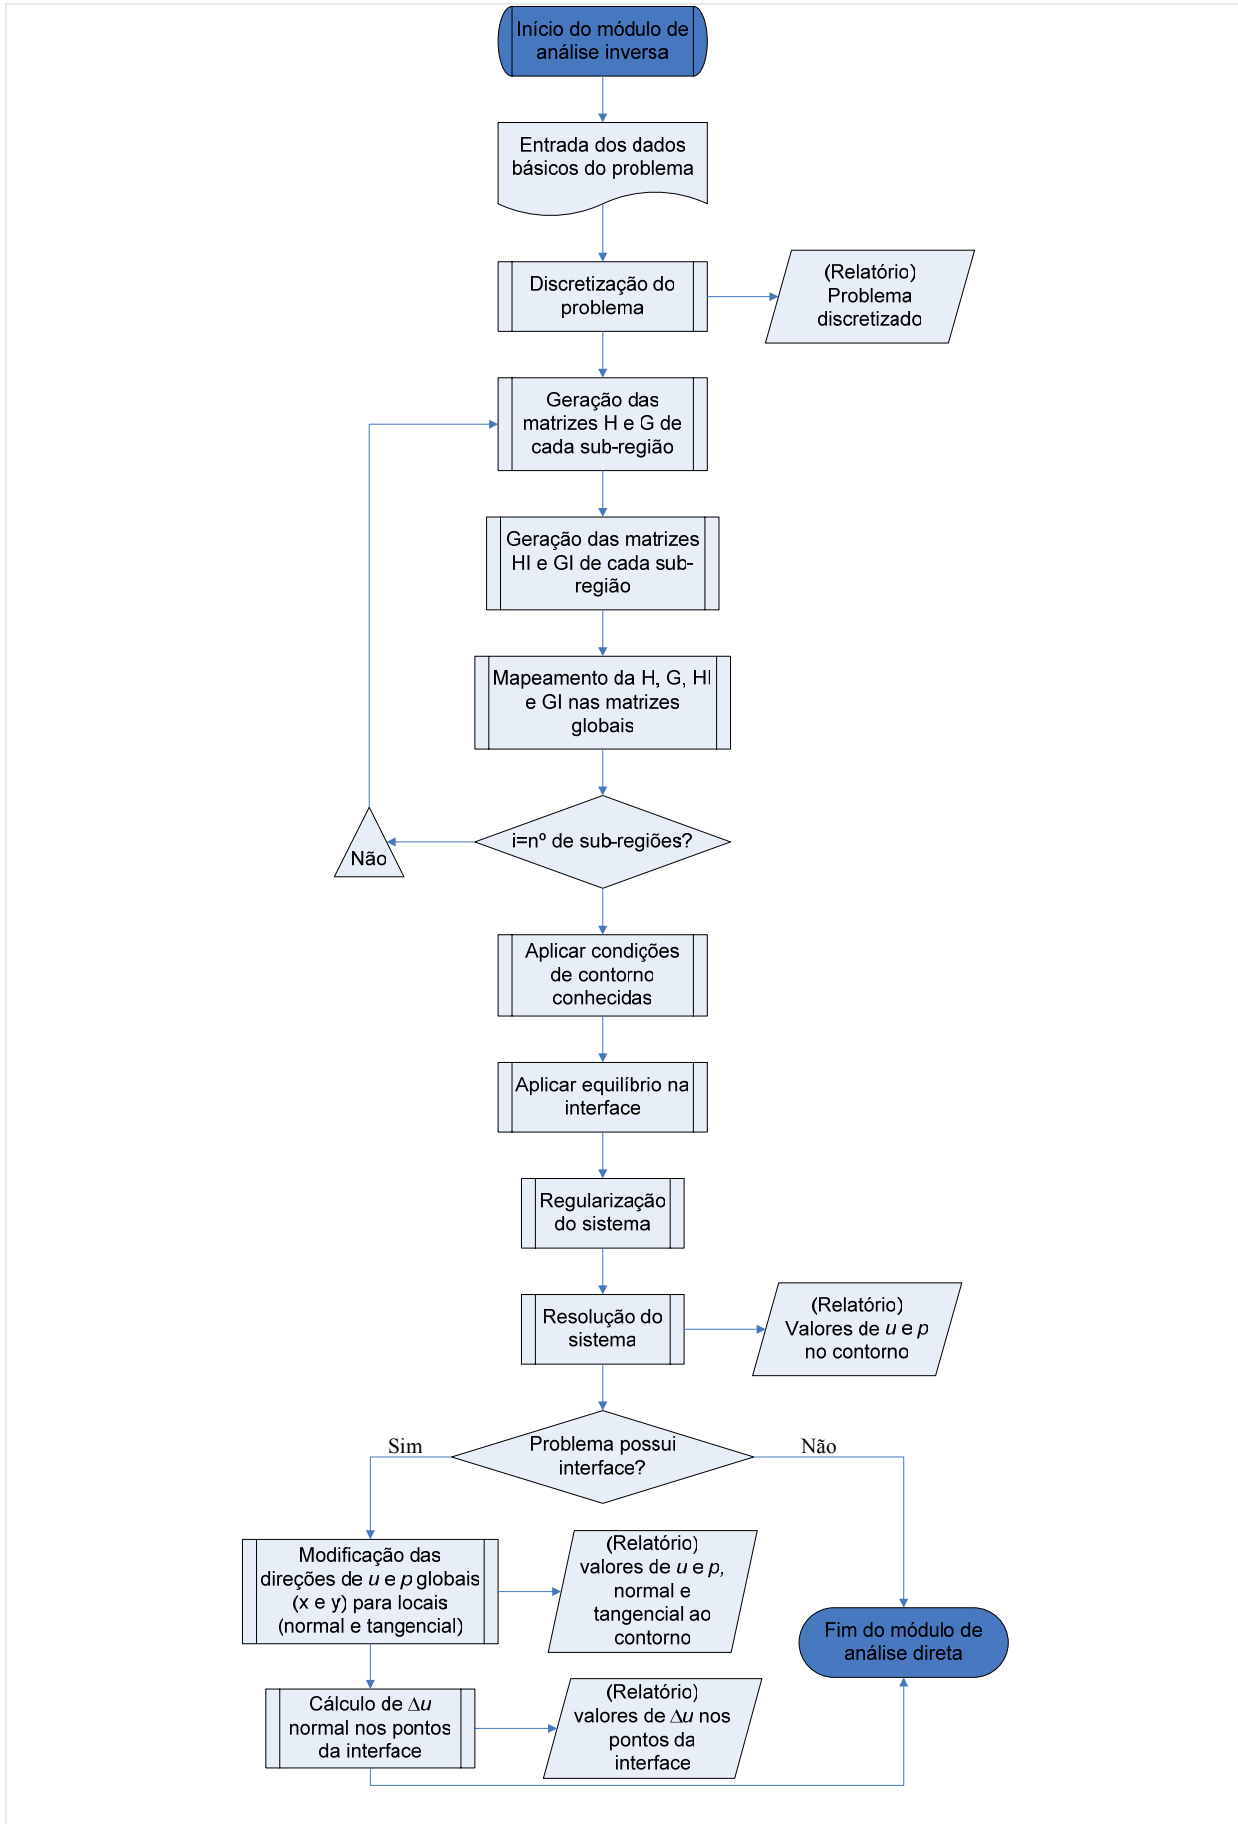 Início do módulo de
análise inversa
Entrada dos dados
básicos do problema
Discretização do
problema
(Relatório)
Problema
discretizado
Geração das
matrizes H e G de
cada sub-região
Geração das matrizes
HI e GI de cada sub-
região
Mapeamento da H, G, HI
e GI nas matrizes
globais
i=nº de sub-regiões?
Não
Aplicar condições
de contorno
conhecidas
Aplicar equilíbrio na
interface
Regularização
do sistema
Resolução do
sistema
(Relatório)
Valores de u e p
no contorno
Problema possui
interface?
Sim
Não
Modificação das
direções de u e p globais
(x e y) para locais
(normal e tangencial)
(Relatório)
valores de u e p,
normal e
tangencial ao
contorno
Fim do módulo de
análise direta
Cálculo de Δu
normal nos pontos
da interface
(Relatório)
valores de Δu nos
pontos da
interface